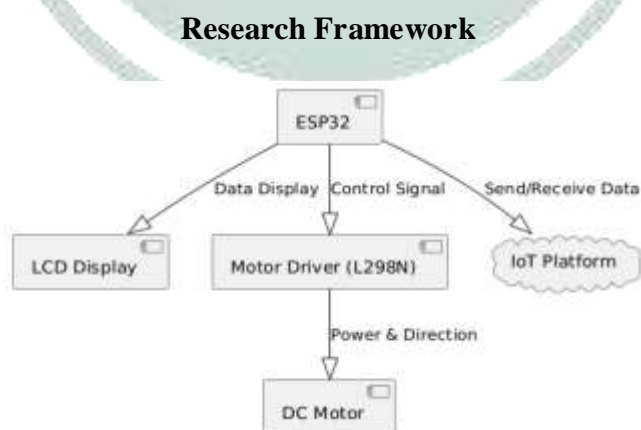 Research Framework
ESP32
Data Display
Control Signal
Send/Receive Data
LCD Display
Motor Driver (L298N)
IoT Platform
Power & Direction
DC Motor